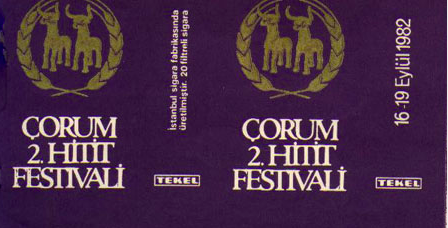 ÇORUM
2. HİTİT
FESTİVALİ
İstanbul sigara fabrikasında
üretilmiştir. 20 filtreli sigara
TEKEL
ÇORUM
2. HİTİT
FESTİVALİ
16-19 Eylül 1982
TEKEL